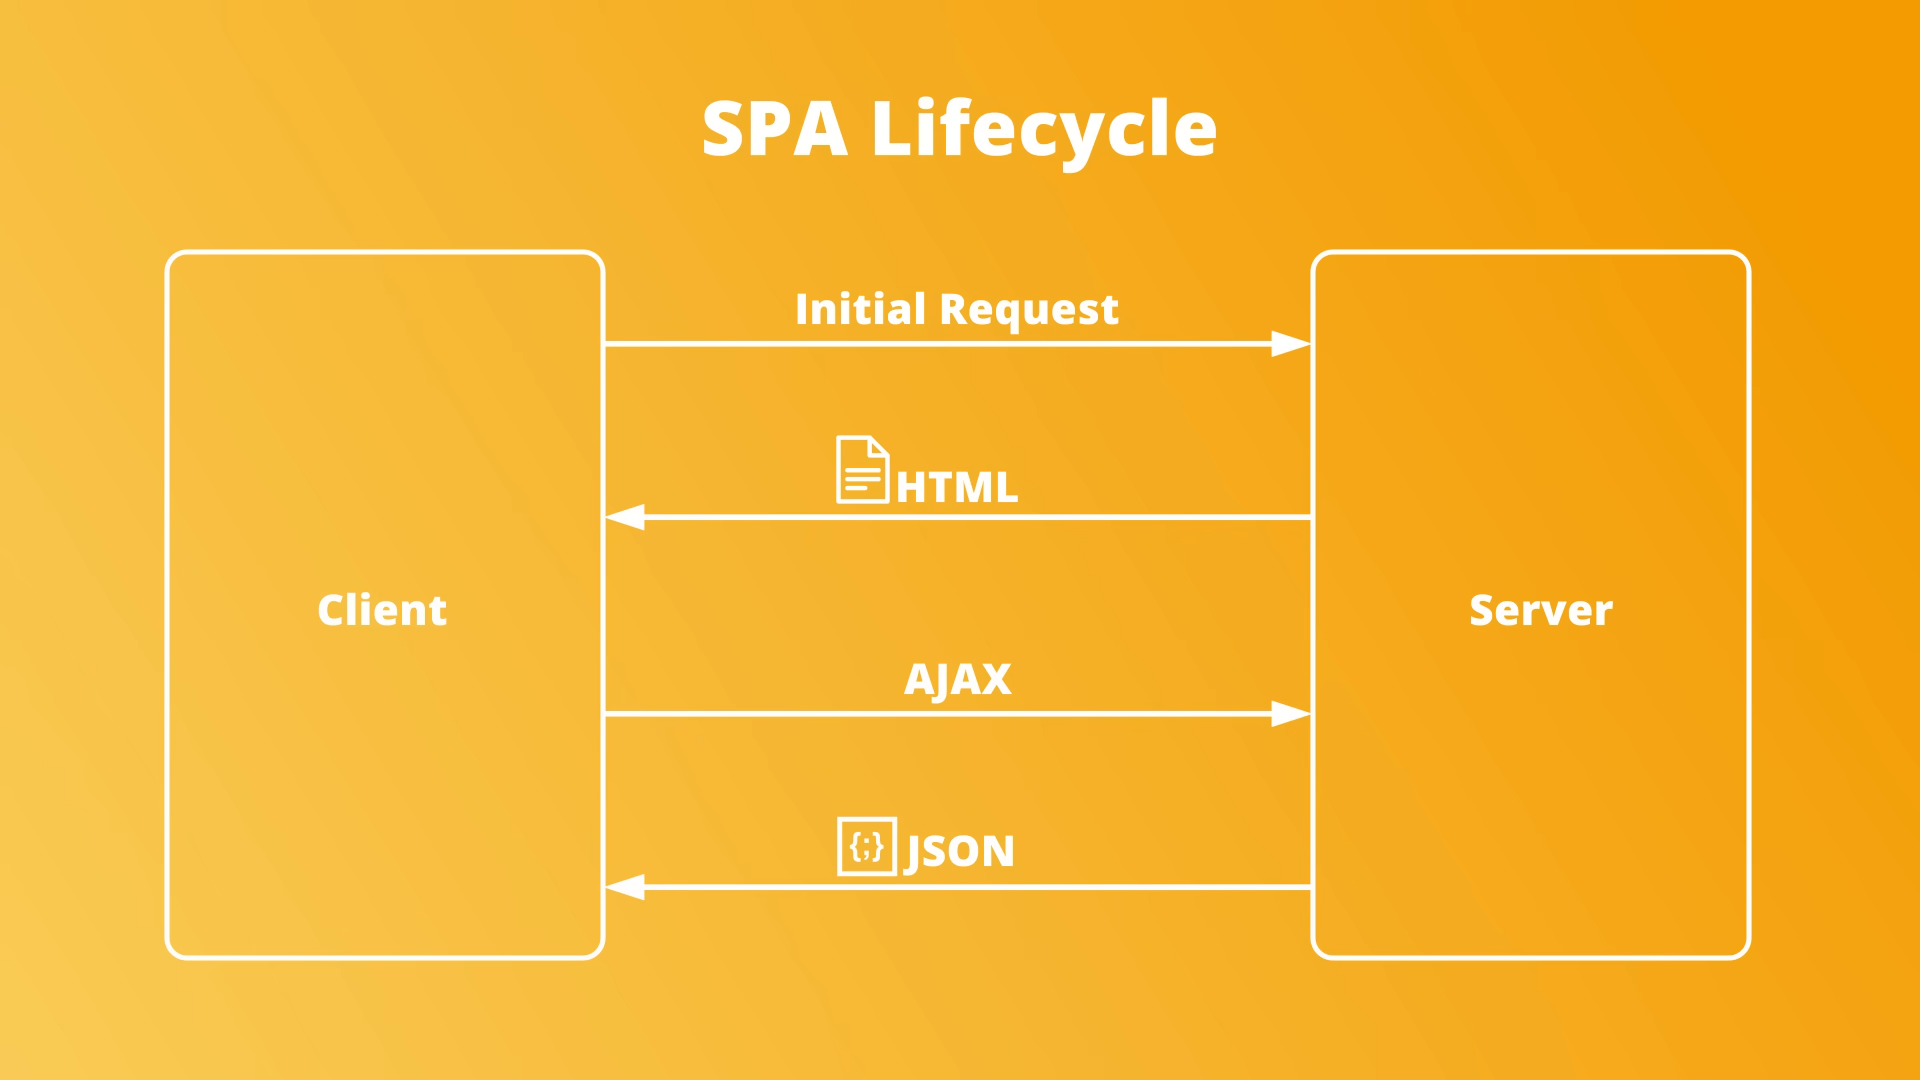 SPA Lifecycle
Initial Request
HTML
Client
Server
AJAX
{;} JSON